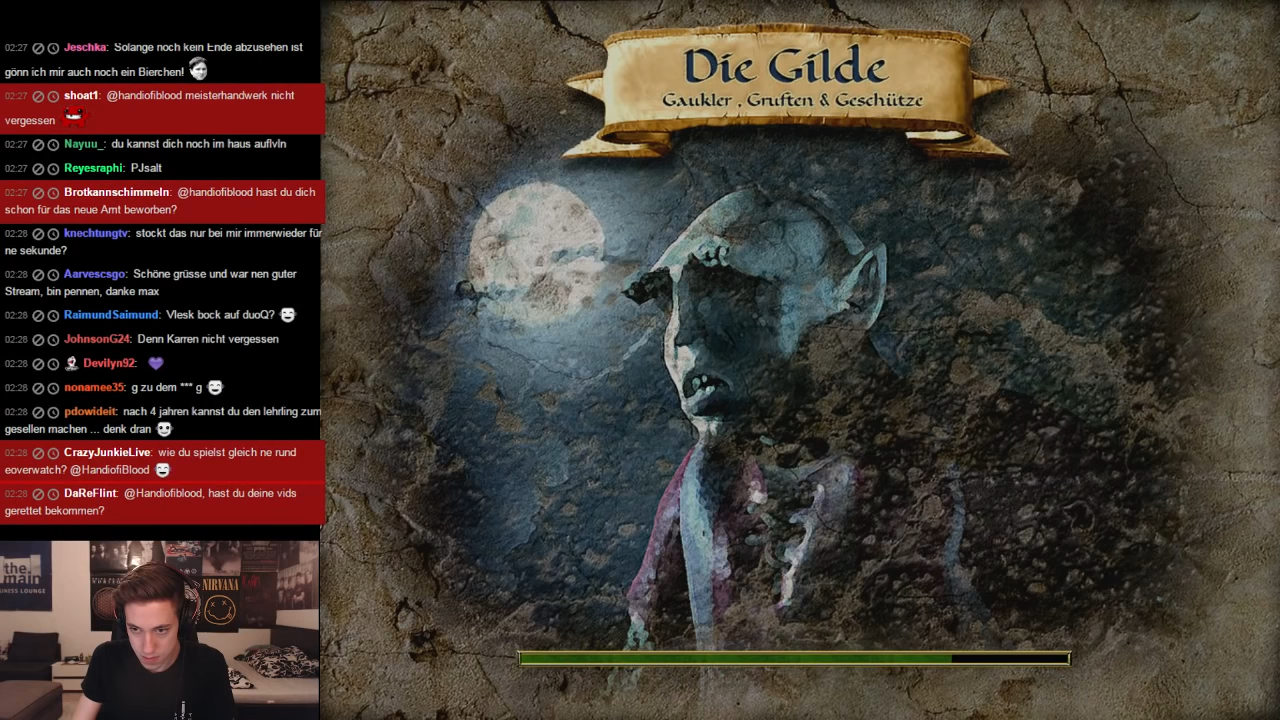 02:27 Jeschka: Solange noch kein Ende abzusehen ist
gönn ich mir auch noch ein Bierchen!
02:27 shoat1: @handiofiblood meisterhandwerk nicht
vergessen
02:27 Nayuu_: du kannst dich noch im haus auflvln
02:27 Reyesraphi: PJsalt
02:27 Brotkannschimmeln: @handiofiblood hast du dich
schon für das neue Amt beworben?
02:28 knechtungtv: stockt das nur bei mir immerwieder für
ne sekunde?
02:28 Aarvescsgo: Schöne grüsse und war nen guter
Stream, bin pennen, danke max
02:28 RaimundSaimund: Vlesk bock auf duoQ?
02:28 JohnsonG24: Denn Karren nicht vergessen
02:28 Devilyn92:
02:28 nonamee35: g zu dem *** g
02:28 pdowideit: nach 4 jahren kannst du den lehrling zum
gesellen machen ... denk dran
02:28 CrazyJunkieLive: wie du spielst gleich ne rund
eoverwatch? @HandiofiBlood
02:28 DaReFlint: @Handiofiblood, hast du deine vids
gerettet bekommen?
Die Gilde
Gaukler , Gruften & Geschütze
the.
main
NESS LOUNGE
NIRVANA